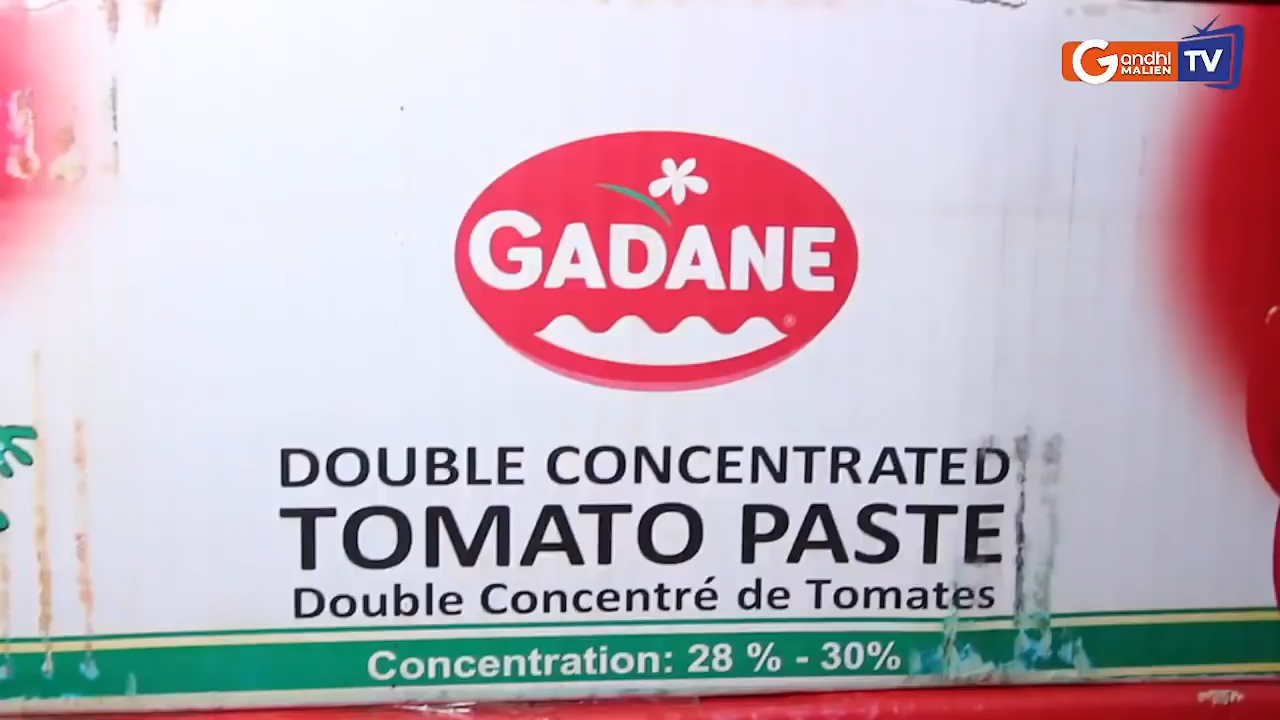 Gandhi
MALIEN
TV
GADANE
®
DOUBLE CONCENTRATED
TOMATO PASTE
Double Concentré de Tomates
Concentration: 28 % - 30%